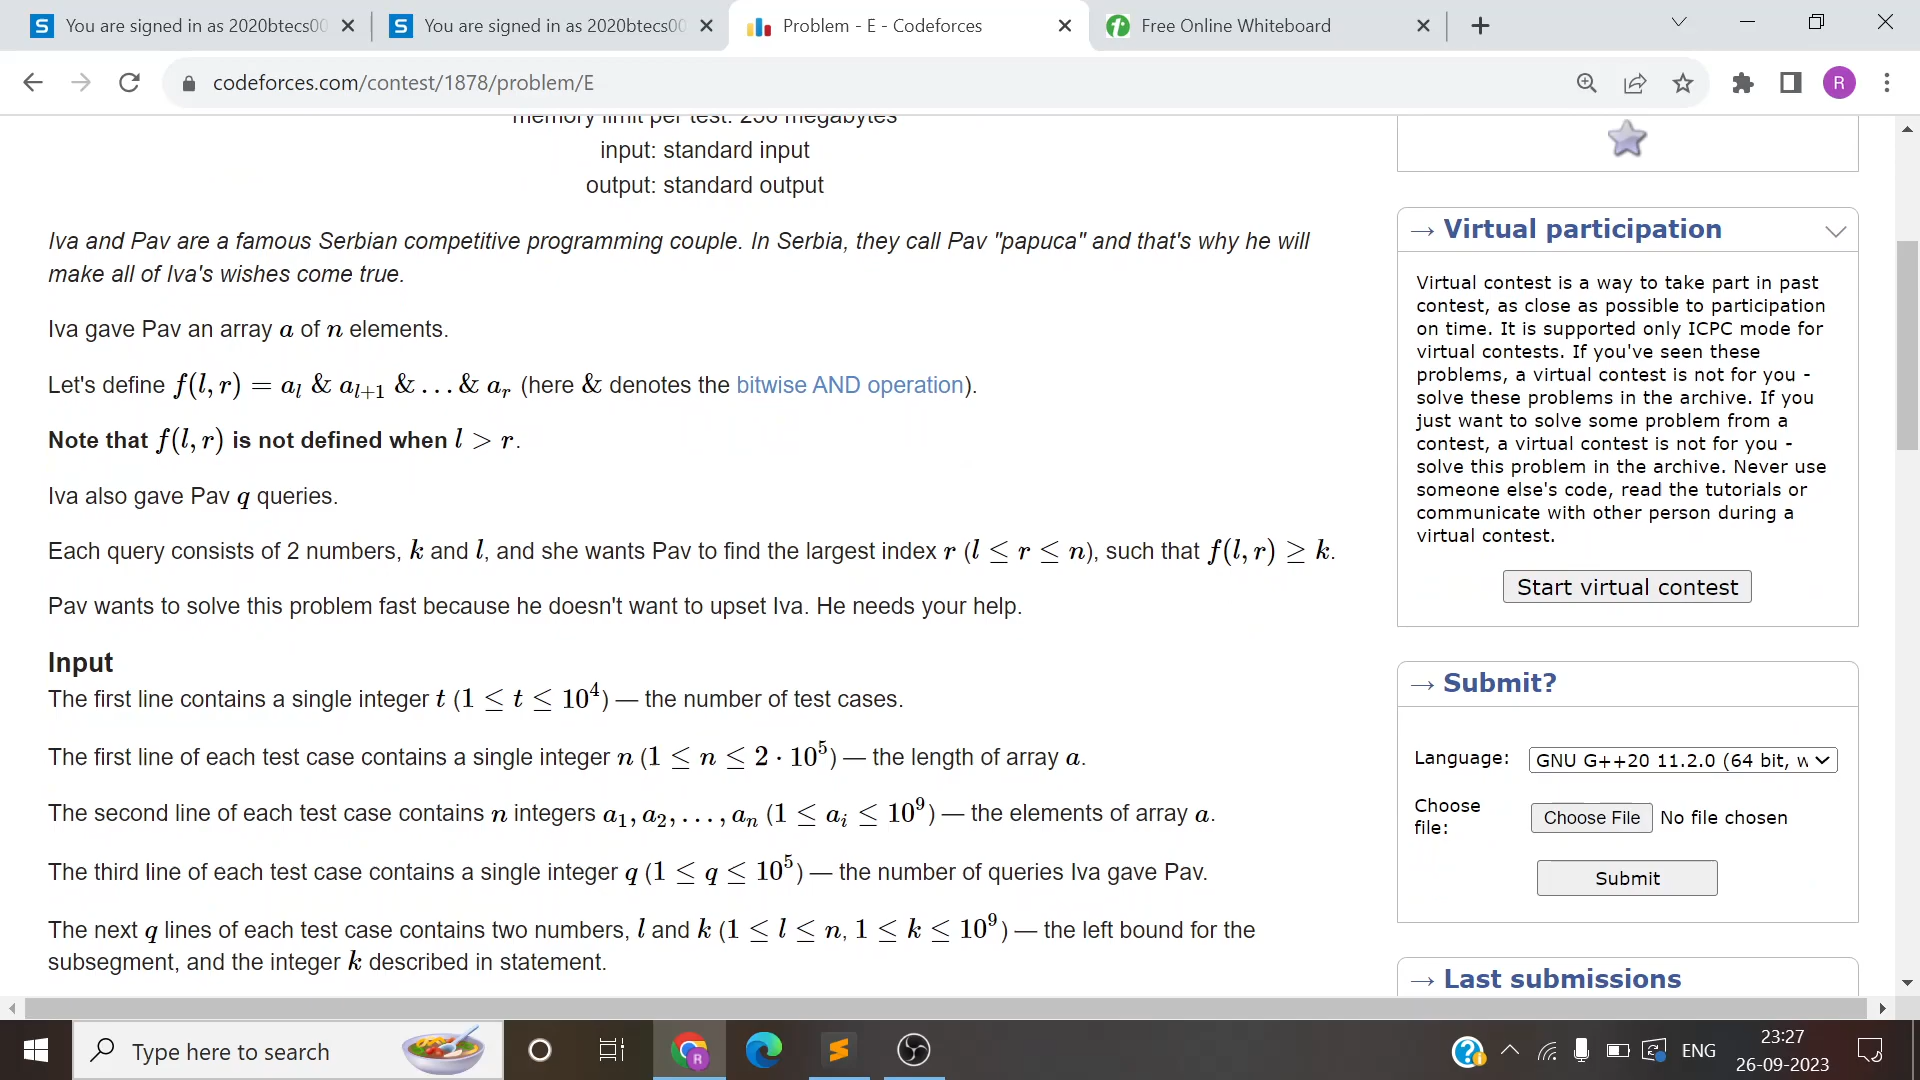 You are signed in as 2020btecs00
You are signed in as 2020btecs00
Problem - E - Codeforces
Free Online Whiteboard
codeforces.com/contest/1878/problem/E
R
memory limit per test: 256 megabytes
input: standard input
output: standard output
Iva and Pav are a famous Serbian competitive programming couple. In Serbia, they call Pav "papuca" and that's why he will
make all of Iva's wishes come true.
Iva gave Pav an array a of n elements.
Let's define f(l, r) = a_l & a_{l+1} & ... & a_r (here & denotes the bitwise AND operation).
Note that f(l, r) is not defined when l > r.
Iva also gave Pav q queries.
Each query consists of 2 numbers, k and l, and she wants Pav to find the largest index r (l ≤ r ≤ n), such that f(l, r) ≥ k.
Pav wants to solve this problem fast because he doesn't want to upset Iva. He needs your help.
Input
The first line contains a single integer t (1 ≤ t ≤ 10^4) — the number of test cases.
The first line of each test case contains a single integer n (1 ≤ n ≤ 2 · 10^5) — the length of array a.
The second line of each test case contains n integers a_1, a_2, ..., a_n (1 ≤ a_i ≤ 10^9) — the elements of array a.
The third line of each test case contains a single integer q (1 ≤ q ≤ 10^5) — the number of queries Iva gave Pav.
The next q lines of each test case contains two numbers, l and k (1 ≤ l ≤ n, 1 ≤ k ≤ 10^9) — the left bound for the
subsegment, and the integer k described in statement.
→ Virtual participation
Virtual contest is a way to take part in past
contest, as close as possible to participation
on time. It is supported only ICPC mode for
virtual contests. If you've seen these
problems, a virtual contest is not for you -
solve these problems in the archive. If you
just want to solve some problem from a
contest, a virtual contest is not for you -
solve this problem in the archive. Never use
someone else's code, read the tutorials or
communicate with other person during a
virtual contest.
Start virtual contest
→ Submit?
Language: GNU G++20 11.2.0 (64 bit, w
Choose
file:
Choose File No file chosen
Submit
→ Last submissions
Type here to search
R
ENG
23:27
26-09-2023